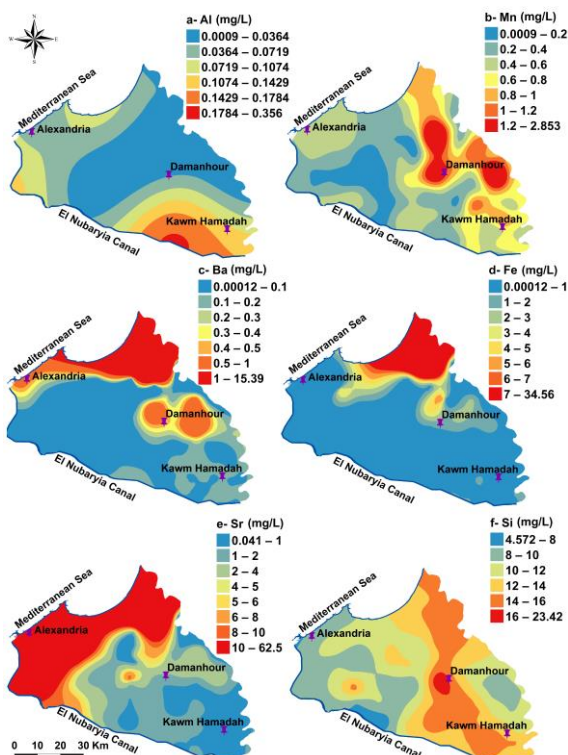 N
W
E
S
a- Al (mg/L)
0.0009 – 0.0364
0.0364 – 0.0719
0.0719 – 0.1074
0.1074 – 0.1429
0.1429 – 0.1784
0.1784 – 0.356
Mediterranean Sea
Alexandria
Damanhour
Kawm Hamadah
El Nubaryia Canal
b- Mn (mg/L)
0.0009 – 0.2
0.2 – 0.4
0.4 – 0.6
0.6 – 0.8
0.8 – 1
1 – 1.2
1.2 – 2.853
Mediterranean Sea
Alexandria
Damanhour
Kawm Hamadah
El Nubaryia Canal
c- Ba (mg/L)
0.00012 – 0.1
0.1 – 0.2
0.2 – 0.3
0.3 – 0.4
0.4 – 0.5
0.5 – 1
1 – 15.39
Mediterranean Sea
Alexandria
Damanhour
Kawm Hamadah
El Nubaryia Canal
d- Fe (mg/L)
0.00012 – 1
1 – 2
2 – 3
3 – 4
4 – 5
5 – 6
6 – 7
7 – 34.56
Mediterranean Sea
Alexandria
Damanhour
Kawm Hamadah
El Nubaryia Canal
e- Sr (mg/L)
0.041 – 1
1 – 2
2 – 4
4 – 5
5 – 6
6 – 8
8 – 10
10 – 62.5
Mediterranean Sea
Alexandria
Damanhour
Kawm Hamadah
El Nubaryia Canal
0 10 20 30 Km
f- Si (mg/L)
4.572 – 8
8 – 10
10 – 12
12 – 14
14 – 16
16 – 23.42
Mediterranean Sea
Alexandria
Damanhour
Kawm Hamadah
El Nubaryia Canal